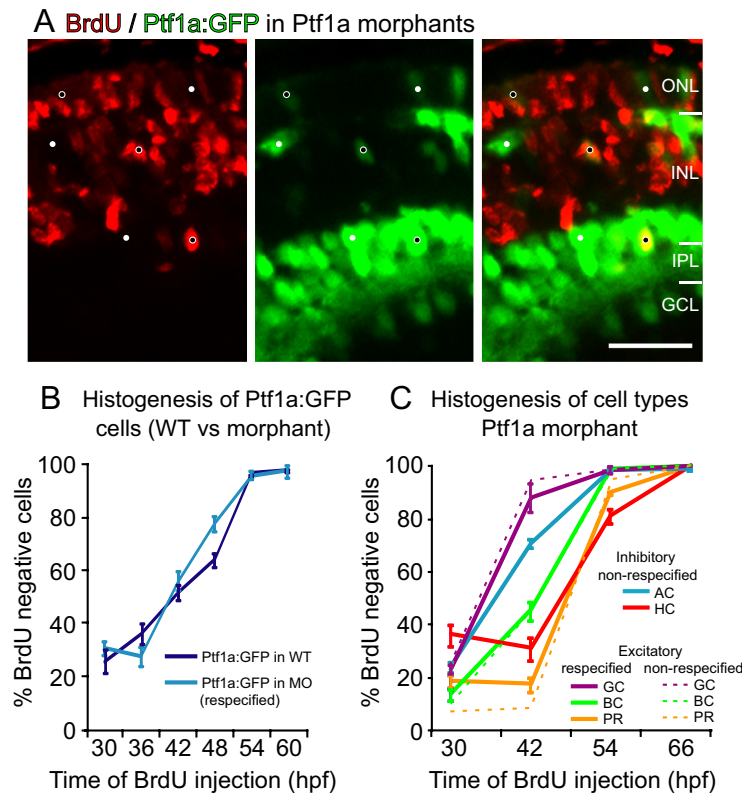 A BrdU / Ptf1a:GFP in Ptf1a morphants
ONL
INL
IPL
GCL
B Histogenesis of Ptf1a:GFP
cells (WT vs morphant)
% BrdU negative cells
100
80
60
40
20
0
Ptf1a:GFP in WT
Ptf1a:GFP in MO
(respecified)
30 36 42 48 54 60
Time of BrdU injection (hpf)
C Histogenesis of cell types
Ptf1a morphant
% BrdU negative cells
100
80
60
40
20
0
Inhibitory
non-respecified
AC
HC
Excitatory
respecified non-respecified
GC GC
BC BC
PR PR
30 42 54 66
Time of BrdU injection (hpf)